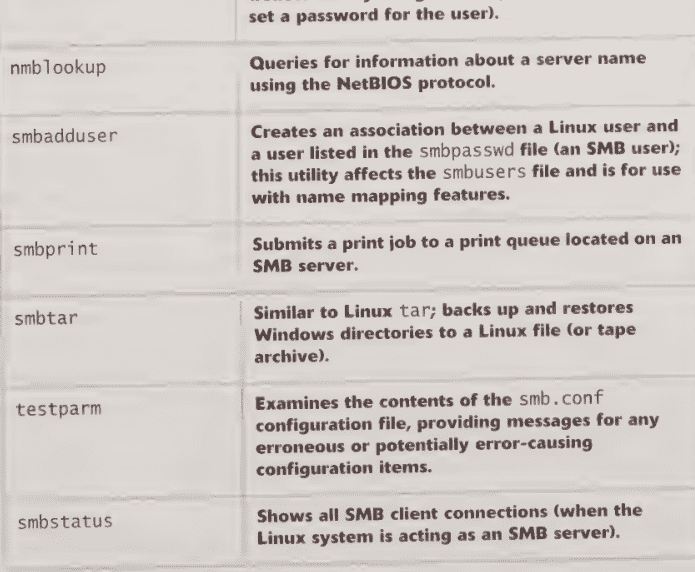 set a password for the user).
nmblookup
Queries for information about a server name
using the NetBIOS protocol.
smbadduser
Creates an association between a Linux user and
a user listed in the smbpasswd file (an SMB user);
this utility affects the smbusers file and is for use
with name mapping features.
smbprint
Submits a print job to a print queue located on an
SMB server.
smbtar
Similar to Linux tar; backs up and restores
Windows directories to a Linux file (or tape
archive).
testparm
Examines the contents of the smb.conf
configuration file, providing messages for any
erroneous or potentially error-causing
configuration items.
smbstatus
Shows all SMB client connections (when the
Linux system is acting as an SMB server).